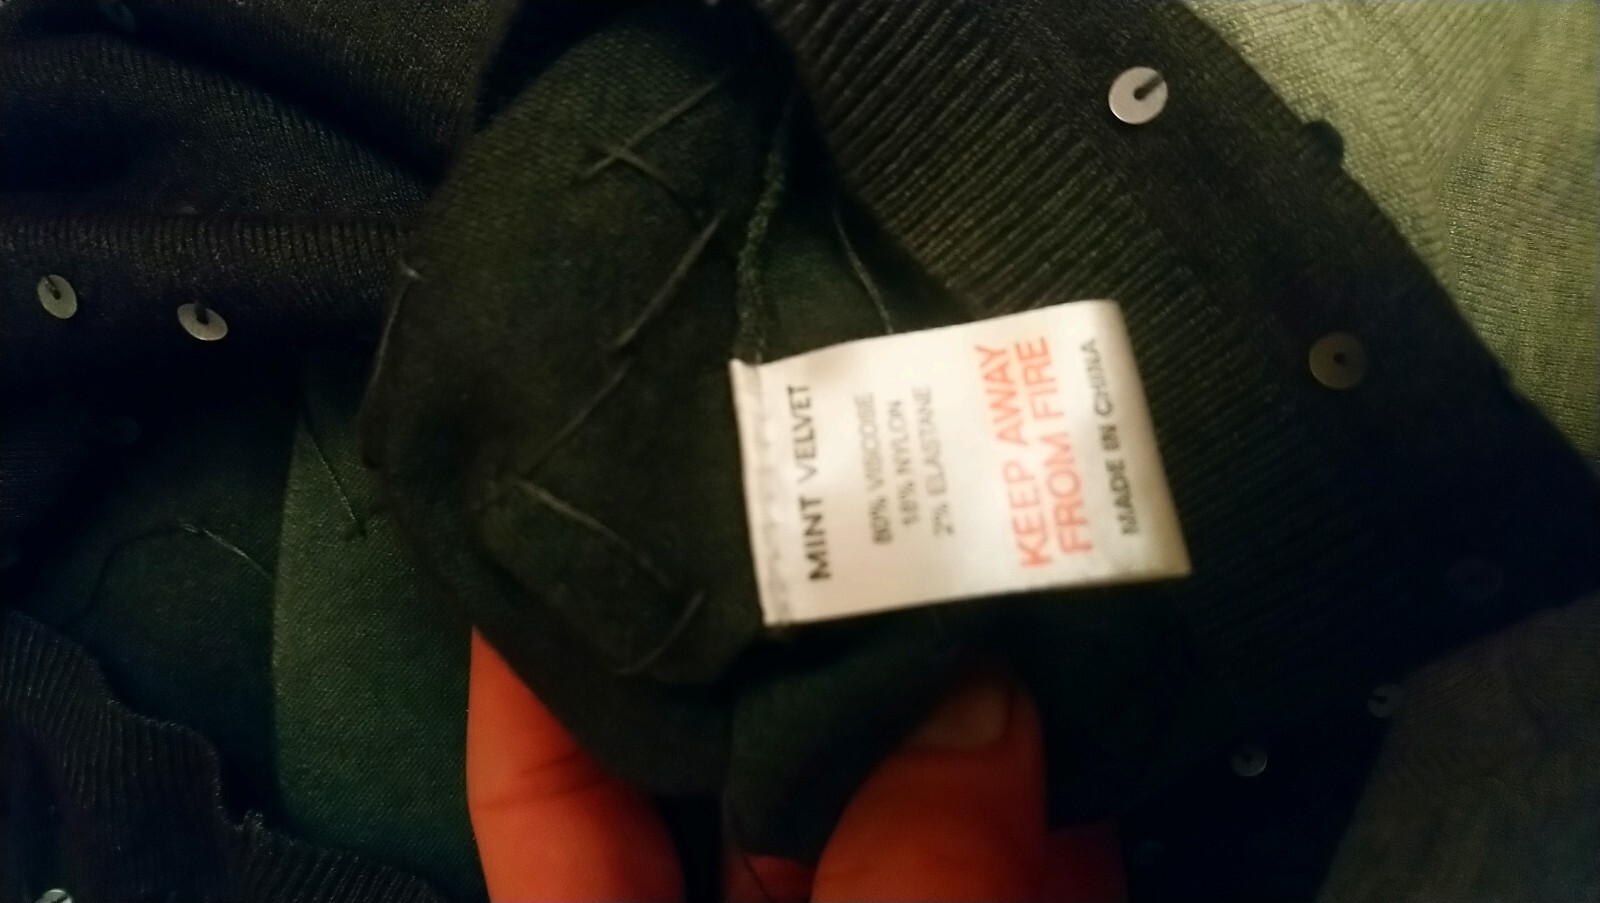 MINT VELVET
80% VISCOSE
18% NYLON
2% ELASTANE
KEEP AWAY
FROM FIRE
MADE IN CHINA